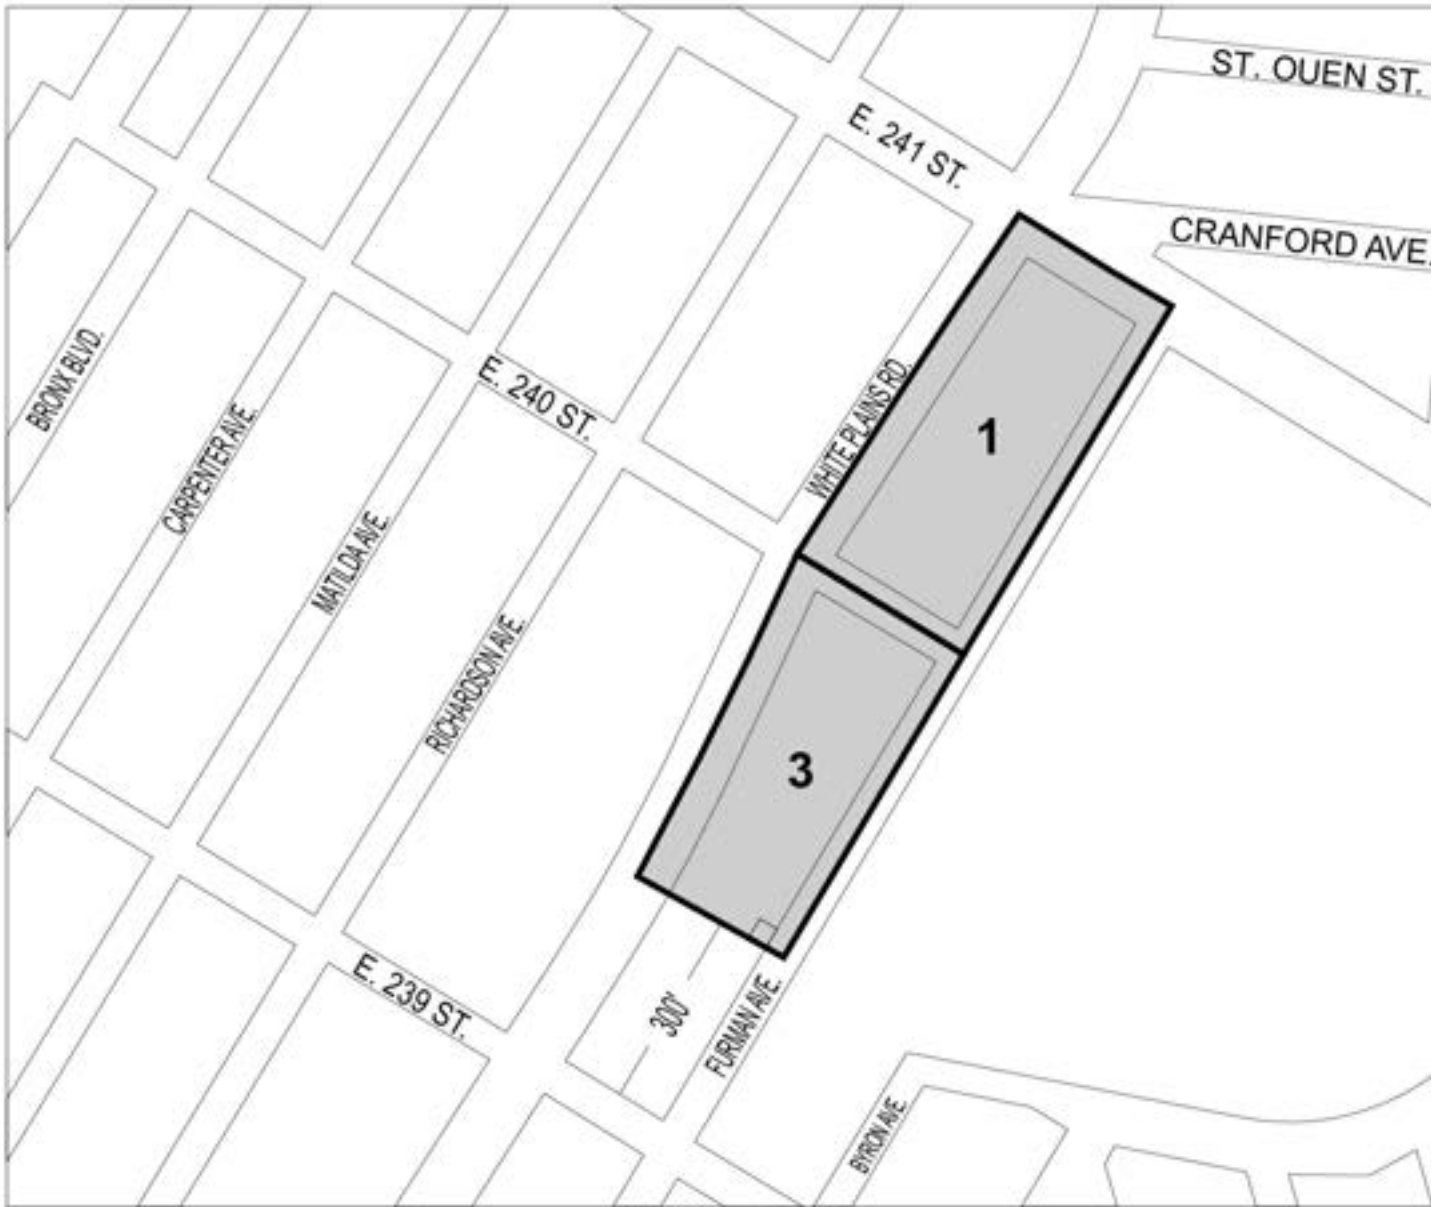 ST. OUEN ST.
E. 241 ST.
CRANFORD AVE.
BRONX BLVD.
E. 240 ST.
WHITE PLAINS RD.
1
CARPENTER AVE.
MATILDA AVE.
RICHARDSON AVE.
3
E. 239 ST.
300'
FURMAN AVE.
BYRON AVE.